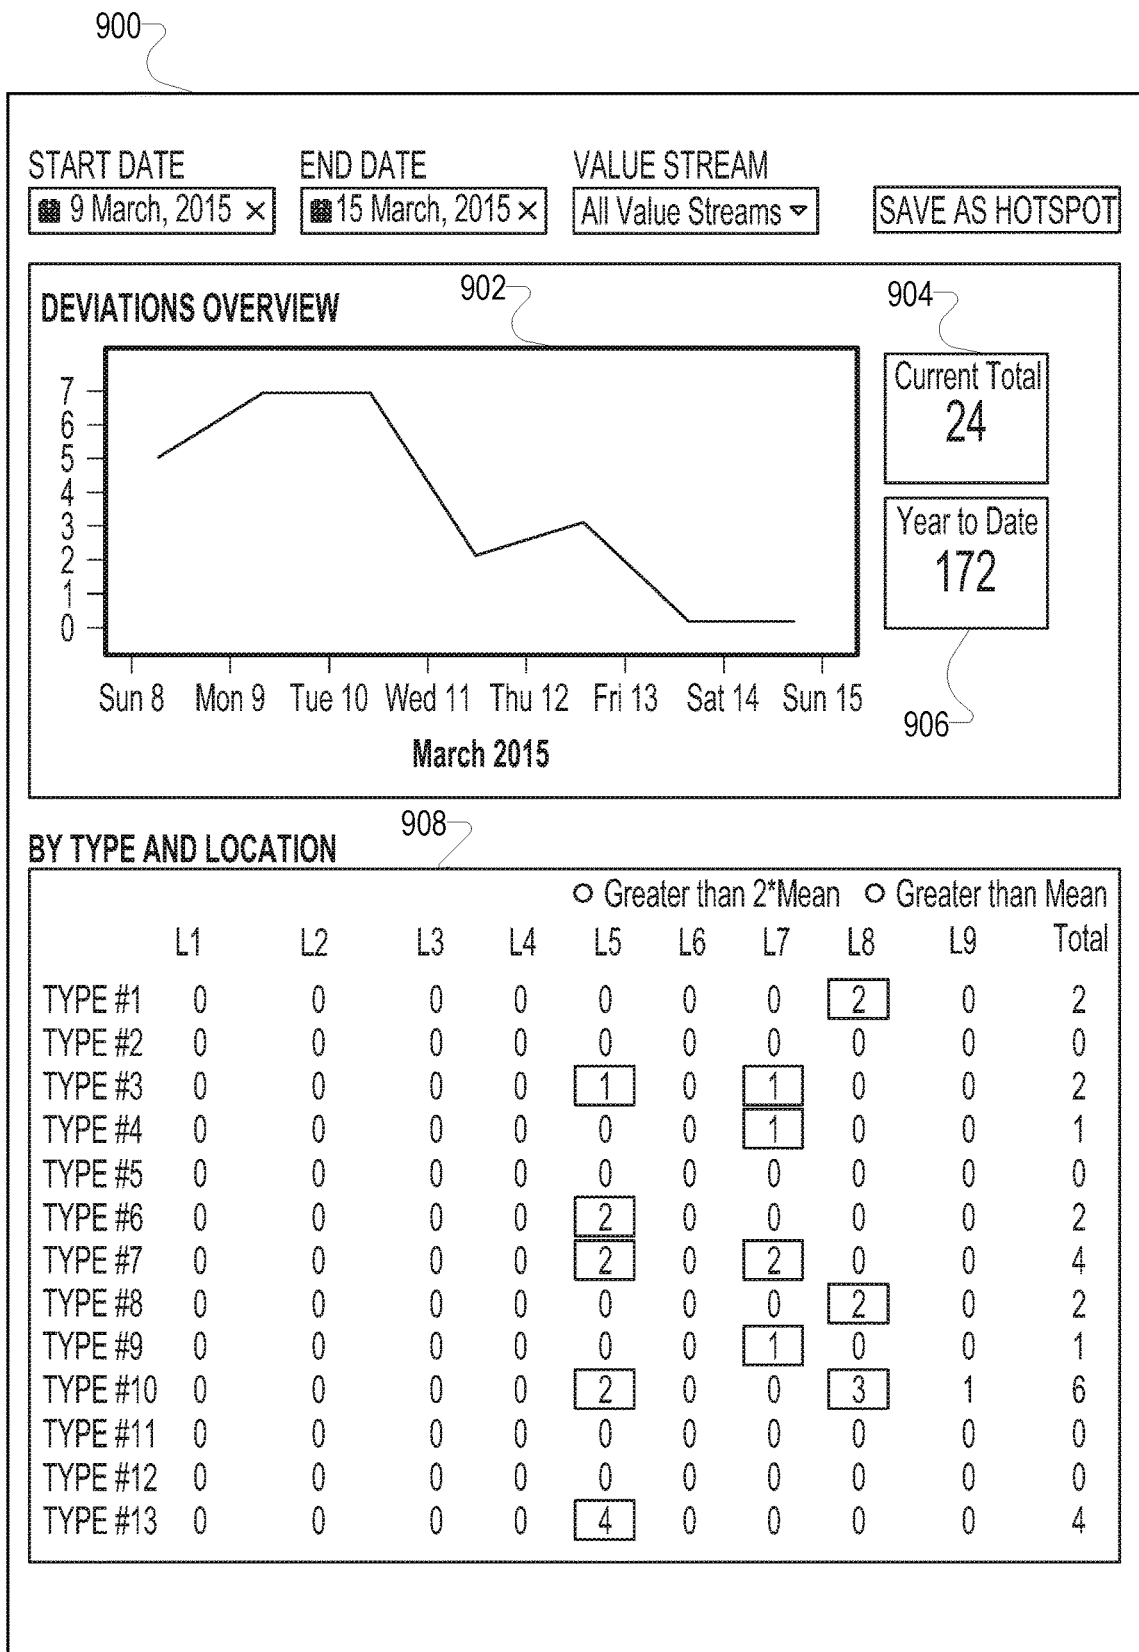 900
START DATE END DATE VALUE STREAM
9 March, 2015 × 15 March, 2015 × All Value Streams SAVE AS HOTSPOT
DEVIATIONS OVERVIEW 902 904
7
6
5
4
3
2
1
0
Sun 8 Mon 9 Tue 10 Wed 11 Thu 12 Fri 13 Sat 14 Sun 15
March 2015
Current Total
24
Year to Date
172
906
BY TYPE AND LOCATION 908
Greater than 2*Mean Greater than Mean
L1 L2 L3 L4 L5 L6 L7 L8 L9 Total
TYPE #1 0 0 0 0 0 0 0 2 0 2
TYPE #2 0 0 0 0 0 0 0 0 0 0
TYPE #3 0 0 0 0 1 0 1 0 0 2
TYPE #4 0 0 0 0 0 0 1 0 0 1
TYPE #5 0 0 0 0 0 0 0 0 0 0
TYPE #6 0 0 0 0 2 0 0 0 0 2
TYPE #7 0 0 0 0 2 0 2 0 0 4
TYPE #8 0 0 0 0 0 0 0 2 0 2
TYPE #9 0 0 0 0 0 0 1 0 0 1
TYPE #10 0 0 0 0 2 0 0 3 1 6
TYPE #11 0 0 0 0 0 0 0 0 0 0
TYPE #12 0 0 0 0 0 0 0 0 0 0
TYPE #13 0 0 0 0 4 0 0 0 0 4